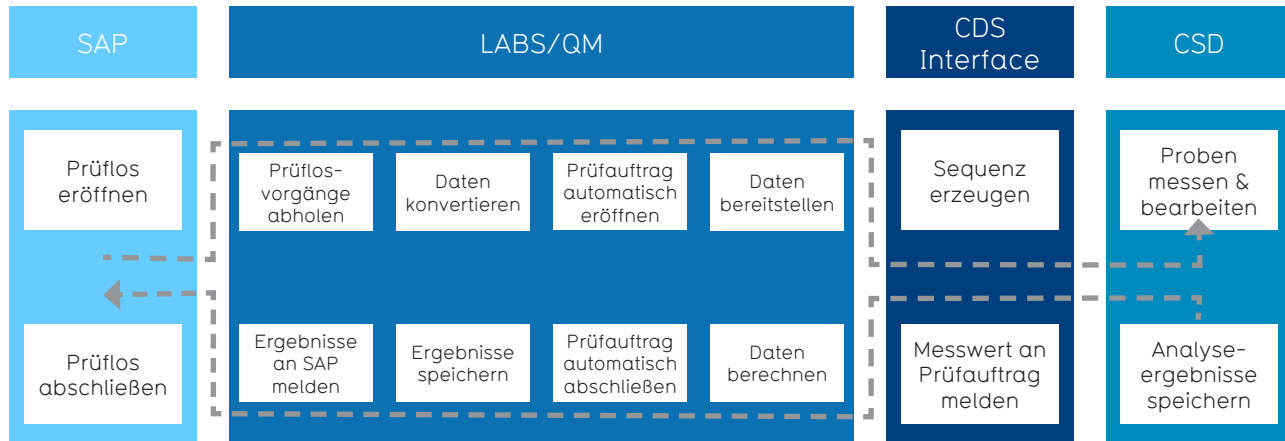 SAP
LABS/QM
CDS
Interface
CSD
Prüflos
eröffnen
Prüflos-
vorgänge
abholen
Daten
konvertieren
Prüfauftrag
automatisch
eröffnen
Daten
bereitstellen
Sequenz
erzeugen
Proben
messen &
bearbeiten
Prüflos
abschließen
Ergebnisse
an SAP
melden
Ergebnisse
speichern
Prüfauftrag
automatisch
abschließen
Daten
berechnen
Messwert an
Prüfauftrag
melden
Analyse-
ergebnisse
speichern